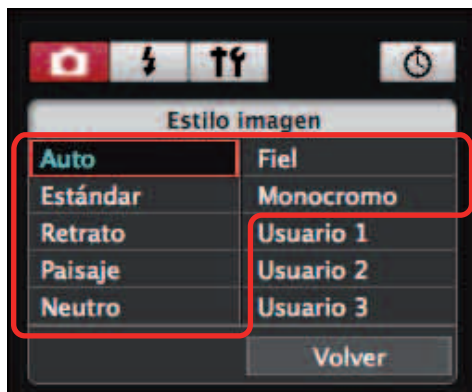 Estilo imagen
Auto
Estándar
Retrato
Paisaje
Neutro
Fiel
Monocromo
Usuario 1
Usuario 2
Usuario 3
Volver